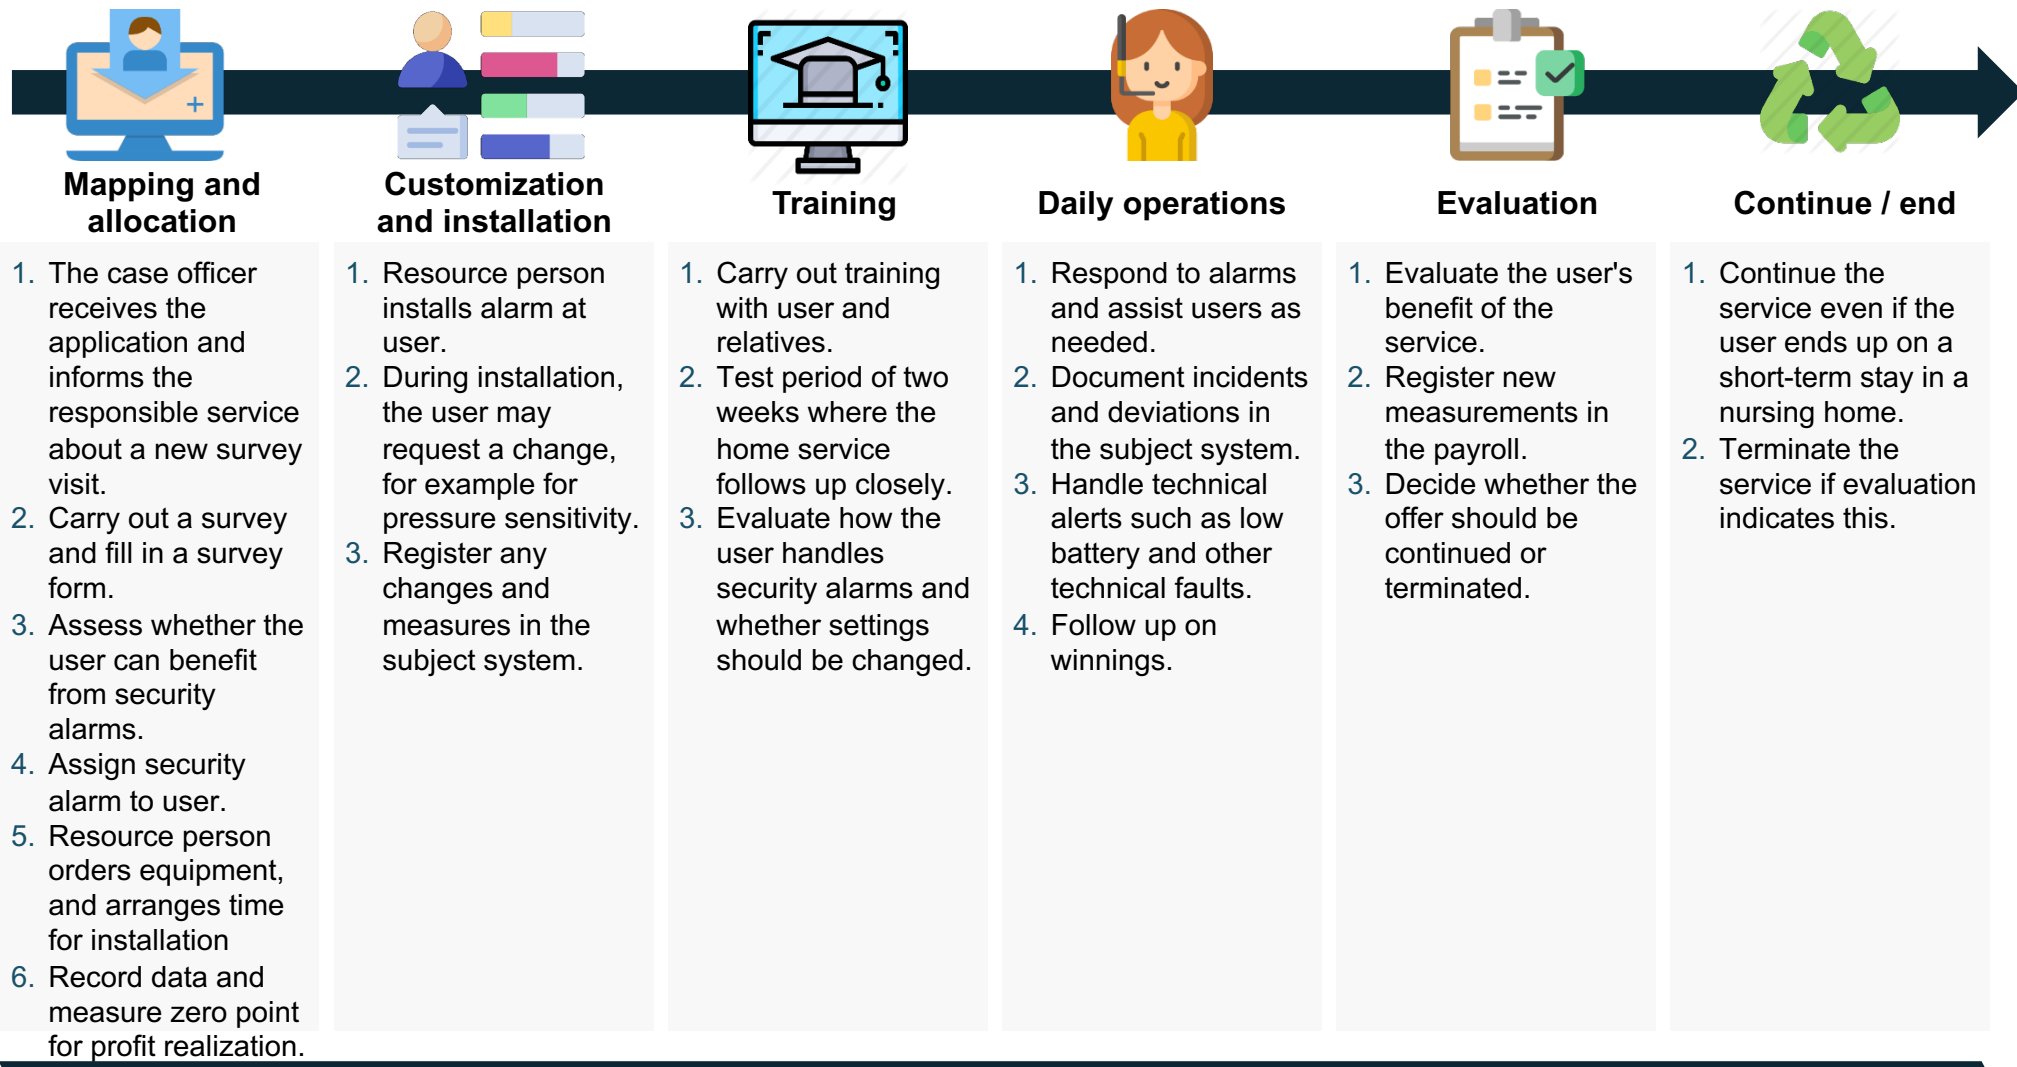 Mapping and
allocation
1. The case officer
receives the
application and
informs the
responsible service
about a new survey
visit.
2. Carry out a survey
and fill in a survey
form.
3. Assess whether the
user can benefit
from security
alarms.
4. Assign security
alarm to user.
5. Resource person
orders equipment,
and arranges time
for installation
6. Record data and
measure zero point
for profit realization.
Customization
and installation
1. Resource person
installs alarm at
user.
2. During installation,
the user may
request a change,
for example for
pressure sensitivity.
3. Register any
changes and
measures in the
subject system.
Training
1. Carry out training
with user and
relatives.
2. Test period of two
weeks where the
home service
follows up closely.
3. Evaluate how the
user handles
security alarms and
whether settings
should be changed.
Daily operations
1. Respond to alarms
and assist users as
needed.
2. Document incidents
and deviations in
the subject system.
3. Handle technical
alerts such as low
battery and other
technical faults.
4. Follow up on
winnings.
Evaluation
1. Evaluate the user's
benefit of the
service.
2. Register new
measurements in
the payroll.
3. Decide whether the
offer should be
continued or
terminated.
Continue / end
1. Continue the
service even if the
user ends up on a
short-term stay in a
nursing home.
2. Terminate the
service if evaluation
indicates this.